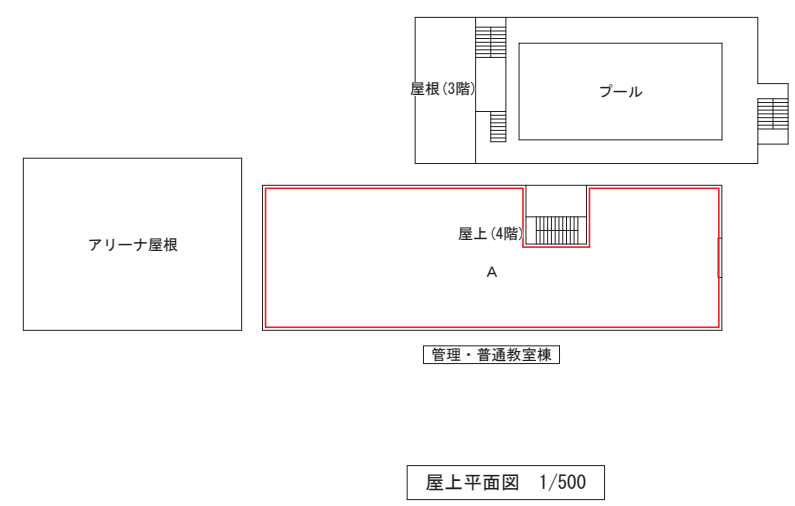 屋根(3階)
プール
アリーナ屋根
屋上(4階)
A
管理・普通教室棟
屋上平面図 1/500